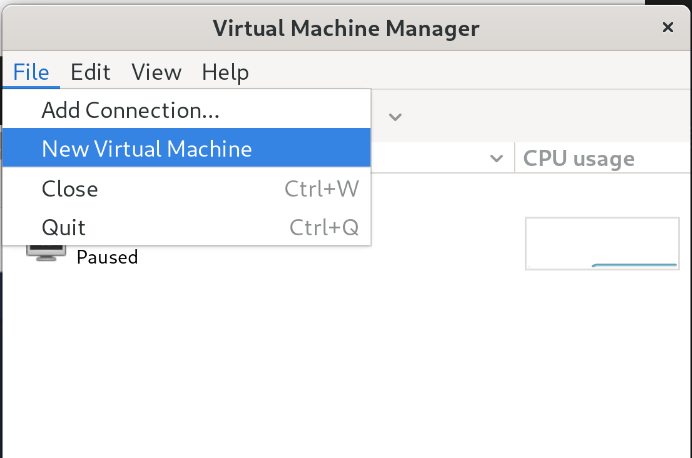 Virtual Machine Manager ×
File Edit View Help
Add Connection...
New Virtual Machine
CPU usage
Close Ctrl+W
Quit Ctrl+Q
Paused